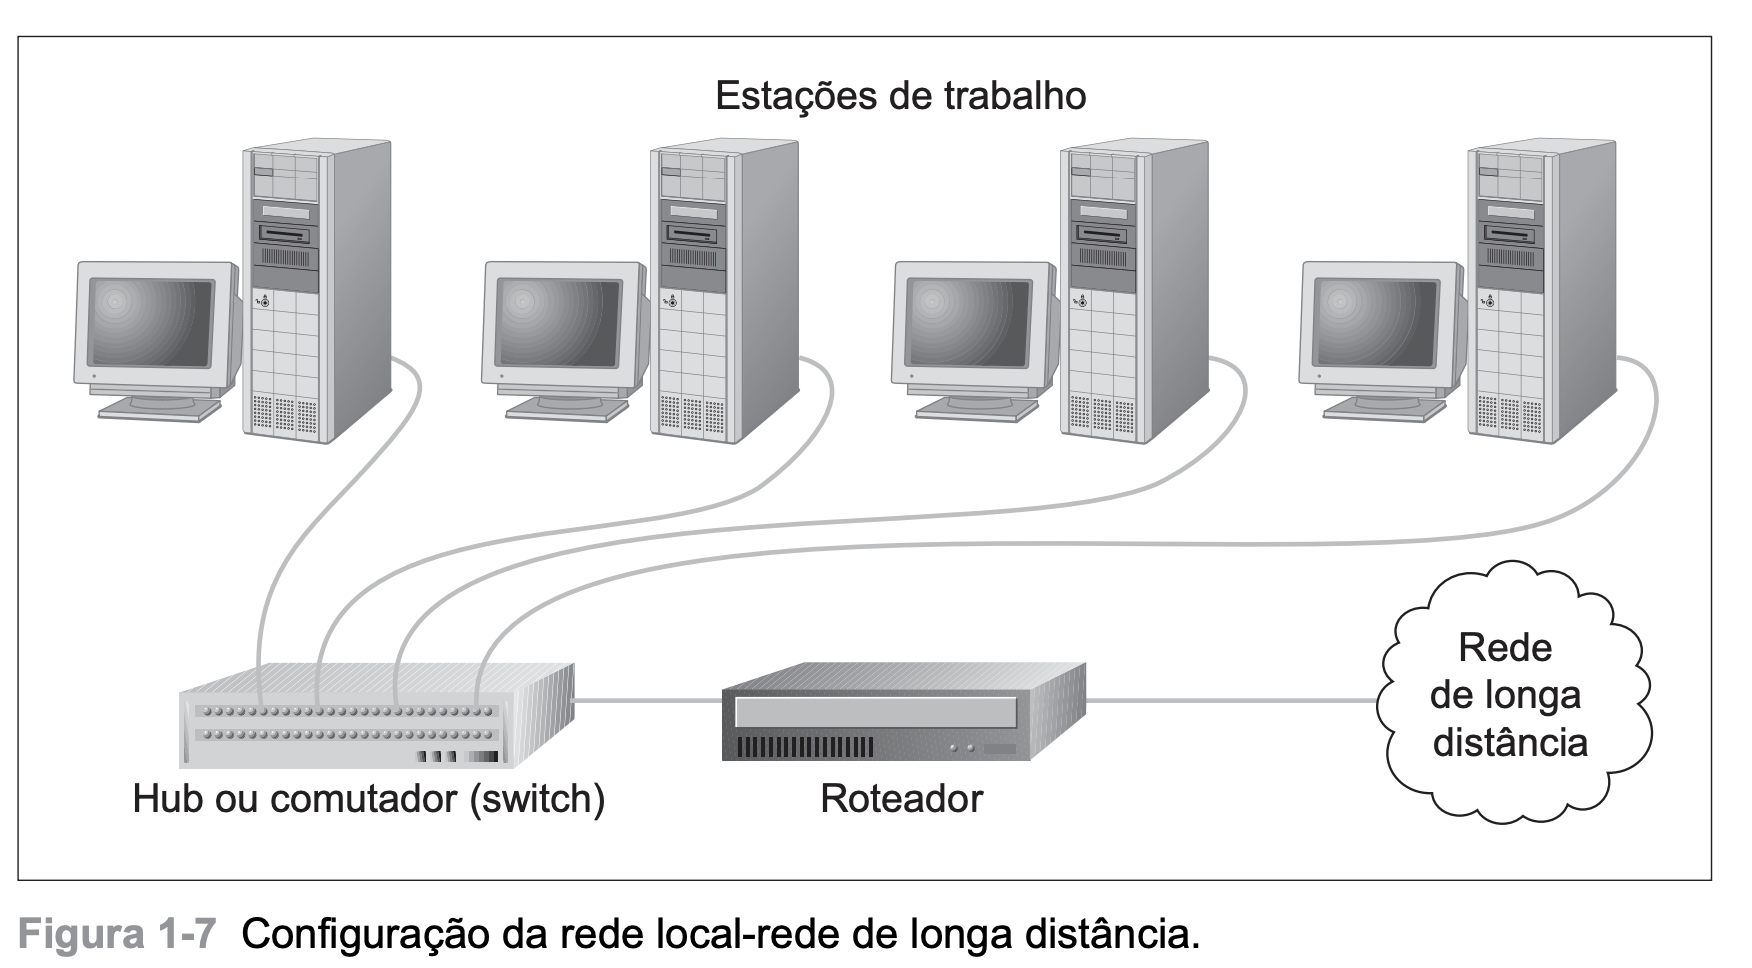 Estações de trabalho
Rede
de longa
distância
Hub ou comutador (switch)
Roteador
Figura 1-7 Configuração da rede local-rede de longa distância.